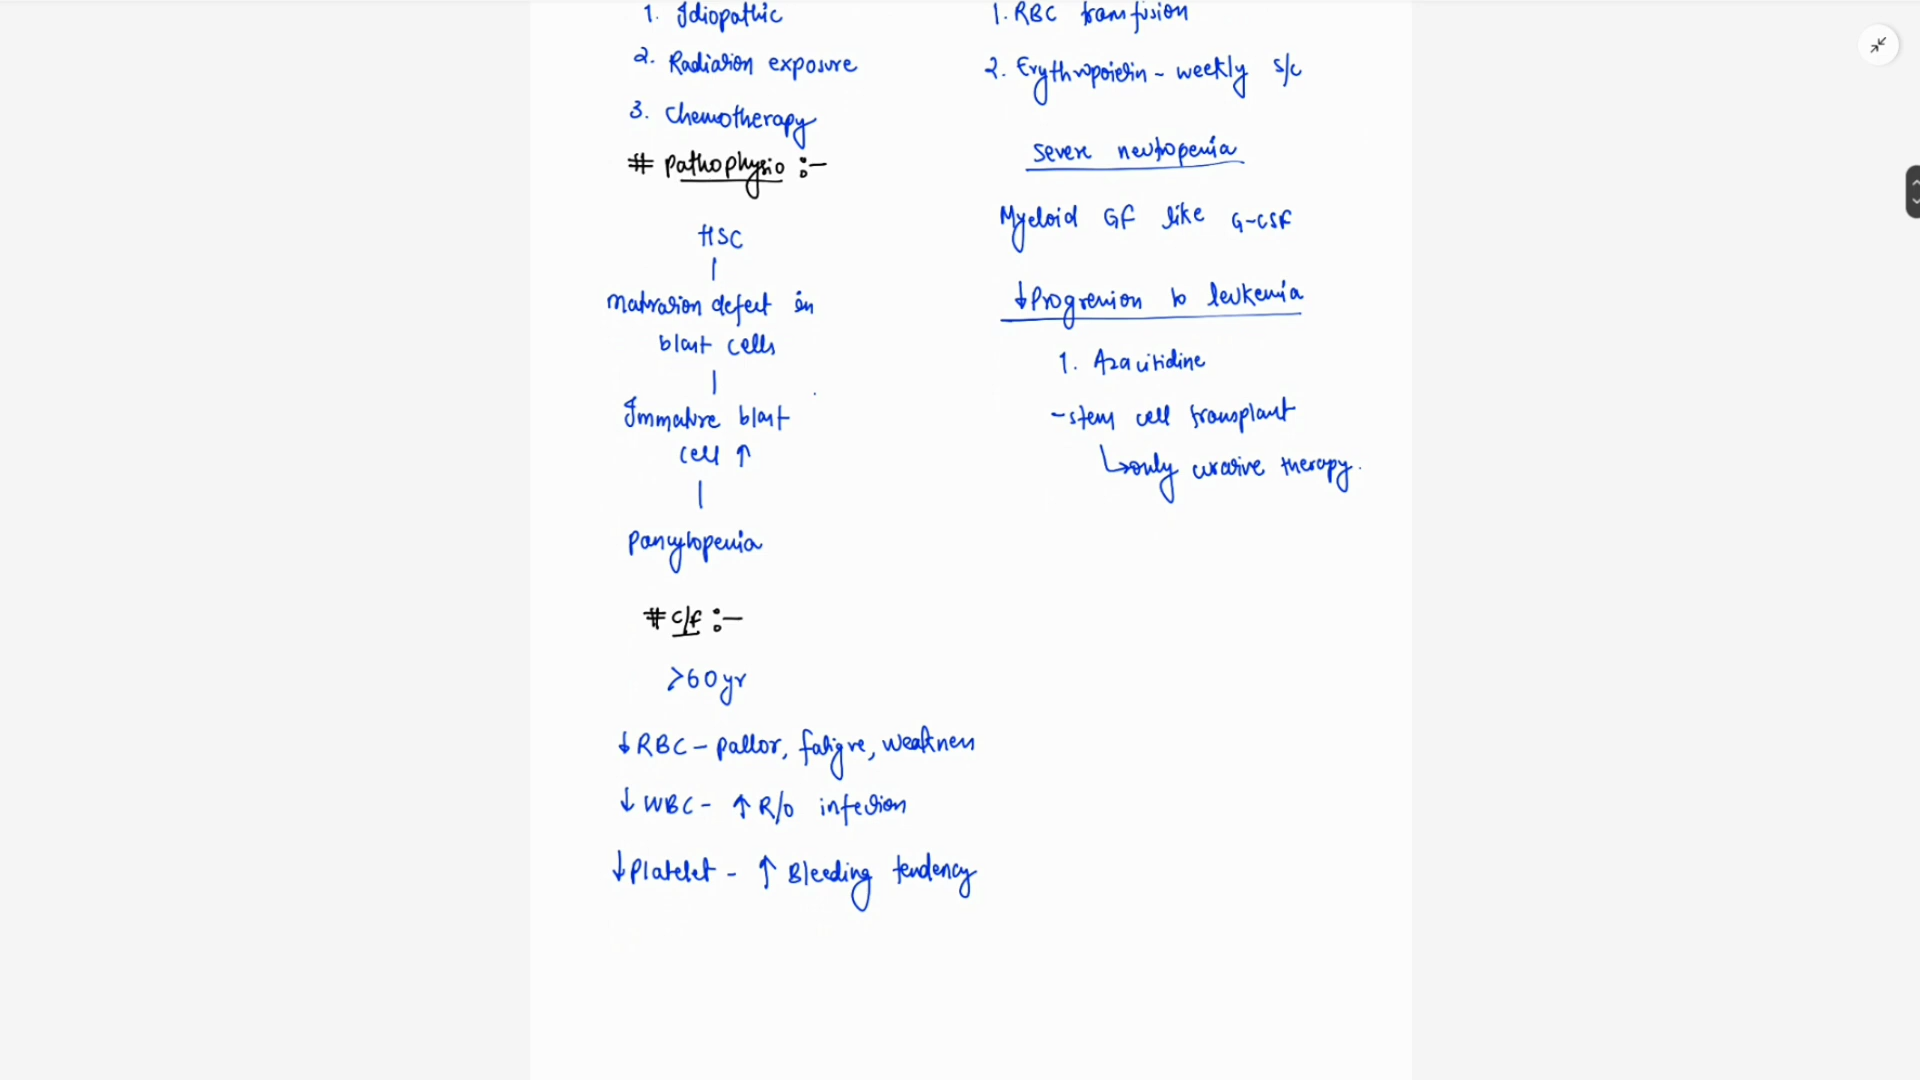 1. Idiopathic
2. Radiation exposure
3. Chemotherapy
# pathophysio :-
HSC
Maturation defect in
blast cells
Immature blast
cell ↑
Pancytopenia
# c/f :-
>60yr
↓ RBC - pallor, fatigue, weakness
↓ WBC - ↑ R/o infection
↓ Platelet - ↑ Bleeding tendency
1. RBC transfusion
2. Erythropoietin - weekly s/c
severe neutropenia
Myeloid GF like G-CSF
↓ Progression to leukemia
1. Azacitidine
- stem cell transplant
↳ only curative therapy.